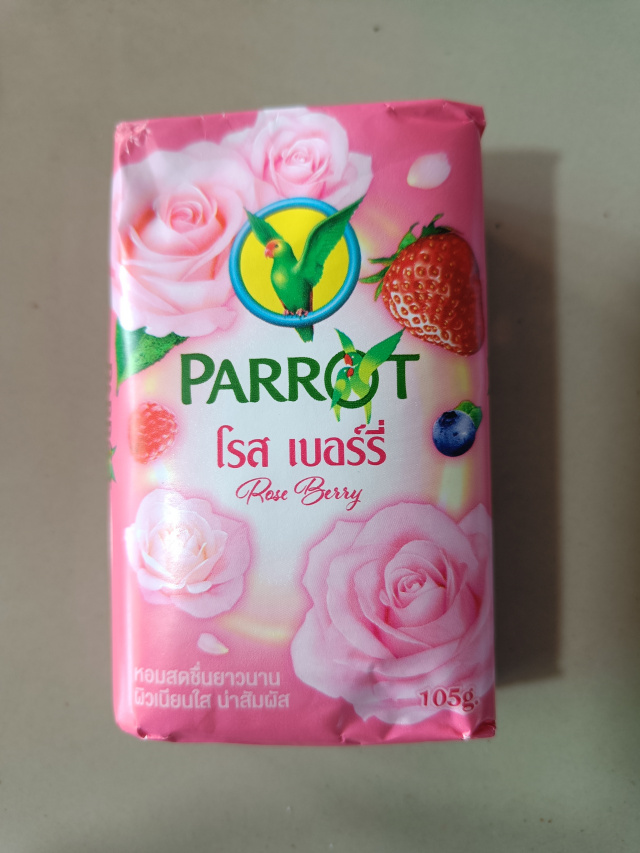 PARROT
โรส เบอร์รี่
Rose Berry
หอมสดชื่นยาวนาน
ผิวเนียนใส น่าสัมผัส
105g.